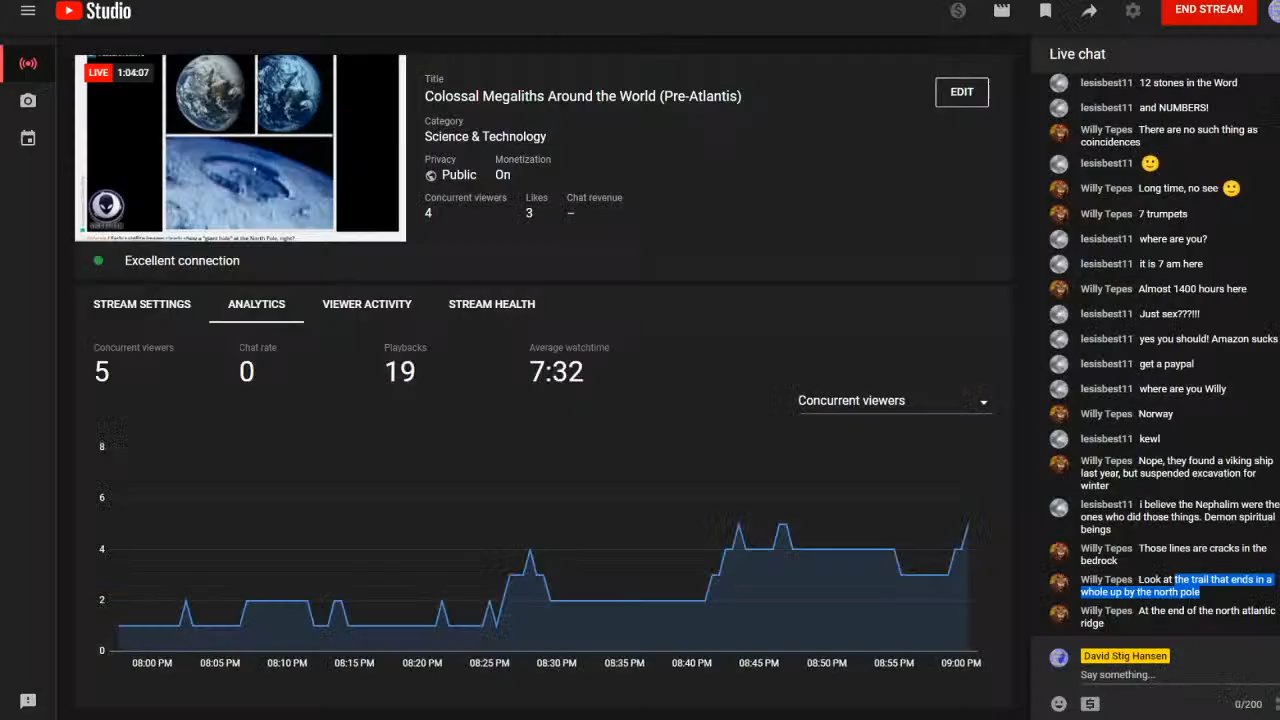 Studio
END STREAM
LIVE 1:04:07
Title
Colossal Megaliths Around the World (Pre-Atlantis)
EDIT
Category
Science & Technology
Privacy
Monetization
Public
On
Concurrent viewers
Likes
Chat revenue
4
3
–
Excellent connection
STREAM SETTINGS
ANALYTICS
VIEWER ACTIVITY
STREAM HEALTH
Concurrent viewers
Chat rate
Playbacks
Average watchtime
5
0
19
7:32
Concurrent viewers
8
6
4
2
0
08:00 PM
08:05 PM
08:10 PM
08:15 PM
08:20 PM
08:25 PM
08:30 PM
08:35 PM
08:40 PM
08:45 PM
08:50 PM
08:55 PM
09:00 PM
Live chat
lesisbest11 12 stones in the Word
lesisbest11 and NUMBERS!
Willy Tepes There are no such thing as
coincidences
lesisbest11 🙂
Willy Tepes Long time, no see 🙂
Willy Tepes 7 trumpets
lesisbest11 where are you?
lesisbest11 it is 7 am here
Willy Tepes Almost 1400 hours here
lesisbest11 Just sex???!!!
lesisbest11 yes you should! Amazon sucks
lesisbest11 get a paypal
lesisbest11 where are you Willy
Willy Tepes Norway
lesisbest11 kewl
Willy Tepes Nope, they found a viking ship
last year, but suspended excavation for
winter
lesisbest11 i believe the Nephalim were the
ones who did those things. Demon spiritual
beings
Willy Tepes Those lines are cracks in the
bedrock
Willy Tepes Look at the trail that ends in a
whole up by the north pole
Willy Tepes At the end of the north atlantic
ridge
David Stig Hansen
Say something...
0/200